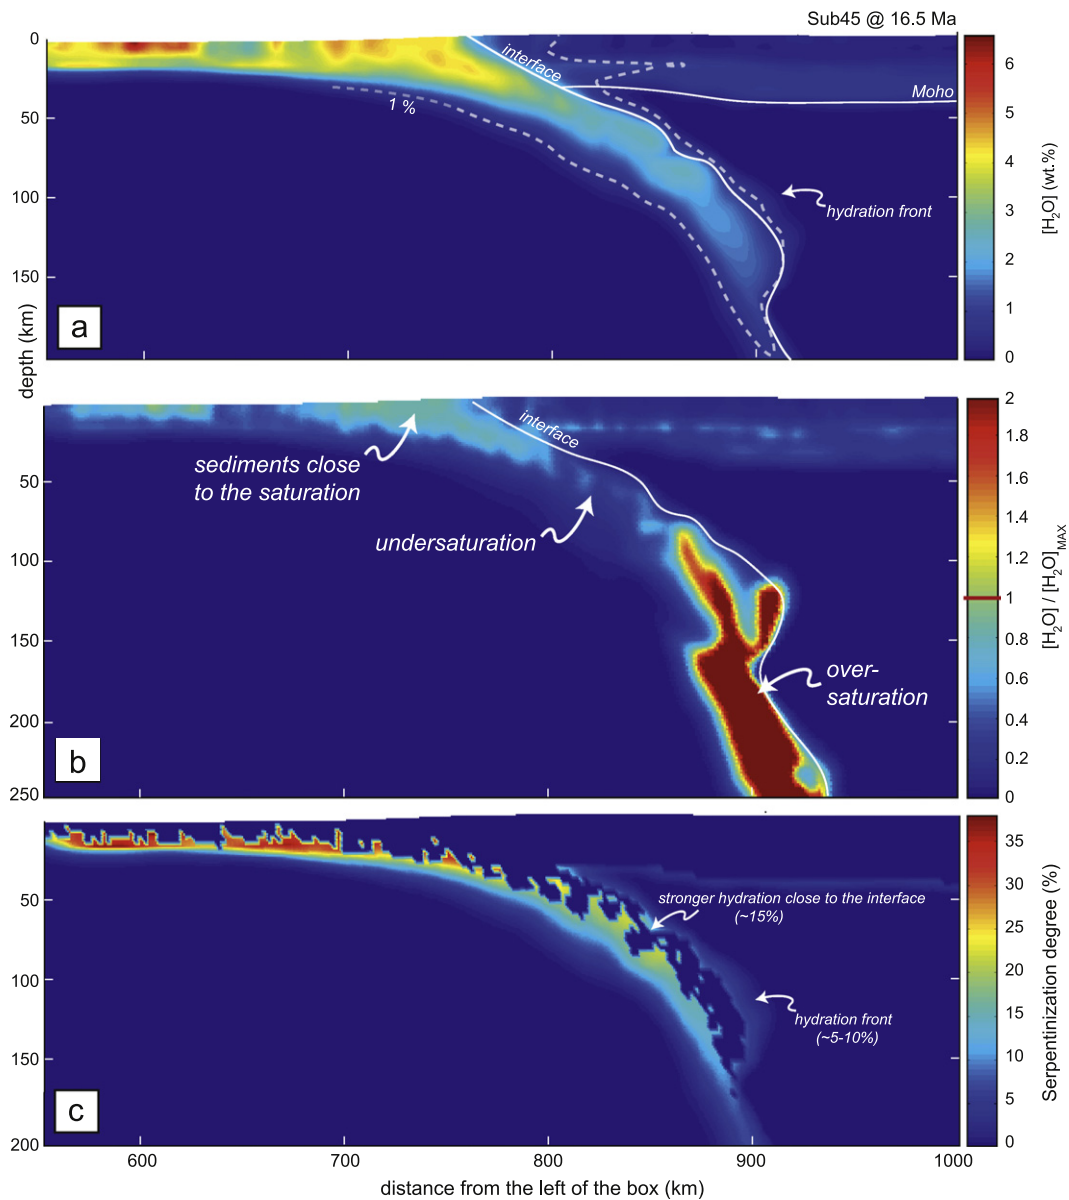 Sub45 @ 16.5 Ma
0
50
100
150
interface
1 %
Moho
hydration front
a
6
5
4
3
2
1
0
[H₂O] (wt.%)
depth (km)
50
100
150
200
250
interface
sediments close
to the saturation
undersaturation
over-
saturation
b
2
1.8
1.6
1.4
1.2
1
0.8
0.6
0.4
0.2
0
[H₂O] / [H₂O]MAX
50
100
150
200
stronger hydration close to the interface
(~15%)
hydration front
(~5-10%)
c
35
30
25
20
15
10
5
0
Serpentinization degree (%)
600
700
800
900
1000
distance from the left of the box (km)